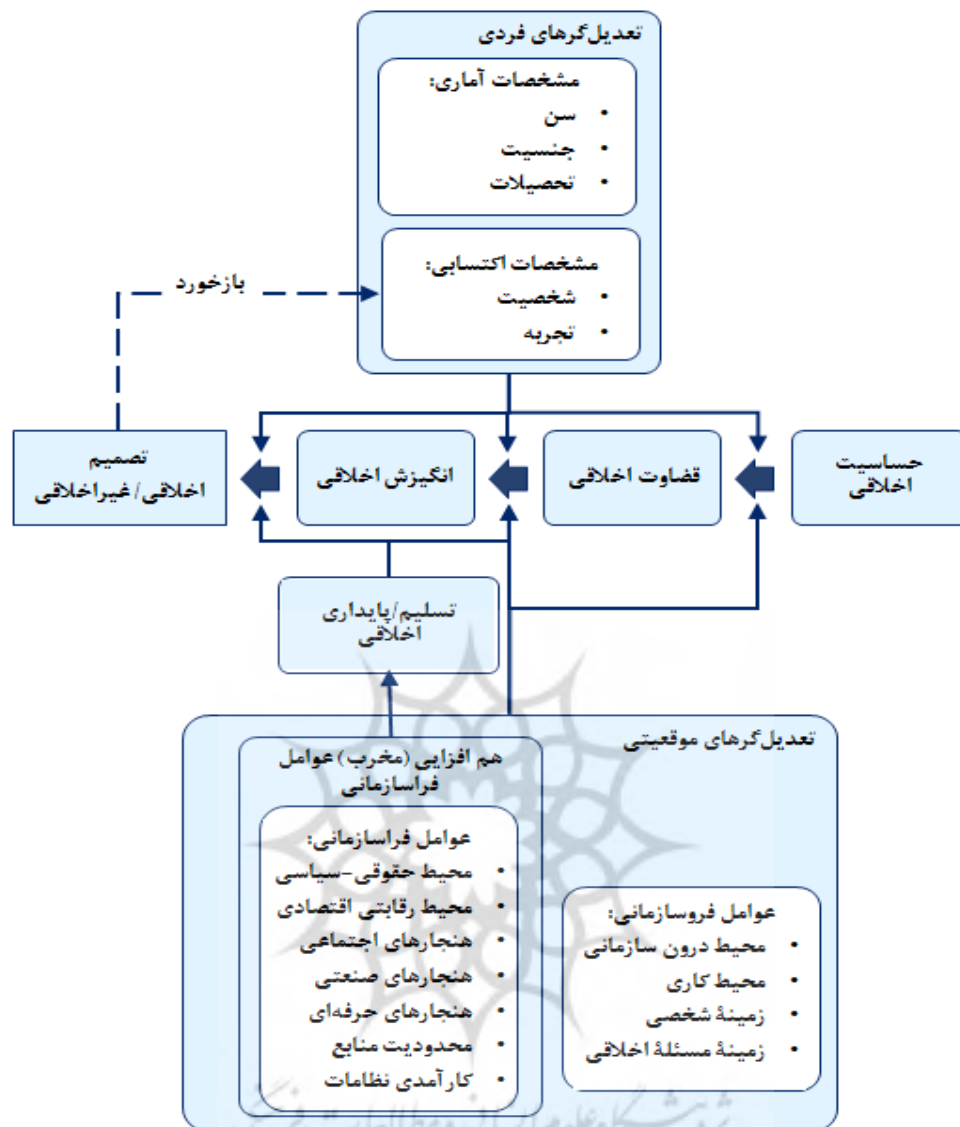 تعدیل‌گرهای فردی
مشخصات آماری:
• سن
• جنسیت
• تحصیلات
مشخصات اکتسابی:
• شخصیت
• تجربه
بازخورد
حساسیت
اخلاقی
قضاوت اخلاقی
انگیزش اخلاقی
تصمیم
اخلاقی/غیراخلاقی
تسلیم/پایداری
اخلاقی
تعدیل‌گرهای موقعیتی
هم افزایی (مخرب) عوامل
فراسازمانی
عوامل فراسازمانی:
• محیط حقوقی-سیاسی
• محیط رقابتی اقتصادی
• هنجارهای اجتماعی
• هنجارهای صنعتی
• هنجارهای حرفه‌ای
• محدودیت منابع
• کارآمدی نظامات
عوامل فروسازمانی:
• محیط درون سازمانی
• محیط کاری
• زمینۀ شخصی
• زمینۀ مسئلۀ اخلاقی